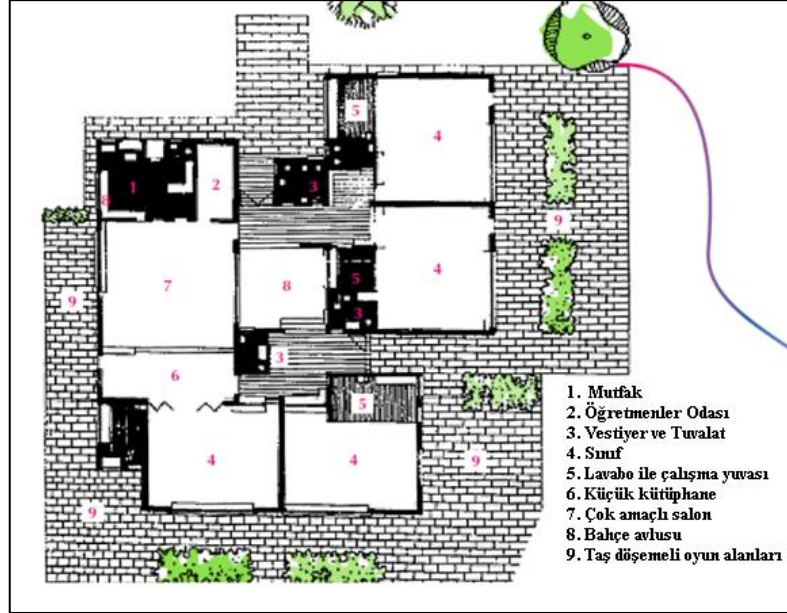 5
4
1
2
3
8
9
4
7
8
5
9
3
3
6
5
4
4
9
9
1. Mutfak
2. Öğretmenler Odası
3. Vestiyer ve Tuvalat
4. Sınıf
5. Lavabo ile çalışma yuvası
6. Küçük kütüphane
7. Çok amaçlı salon
8. Bahçe avlusu
9. Taş döşemeli oyun alanları